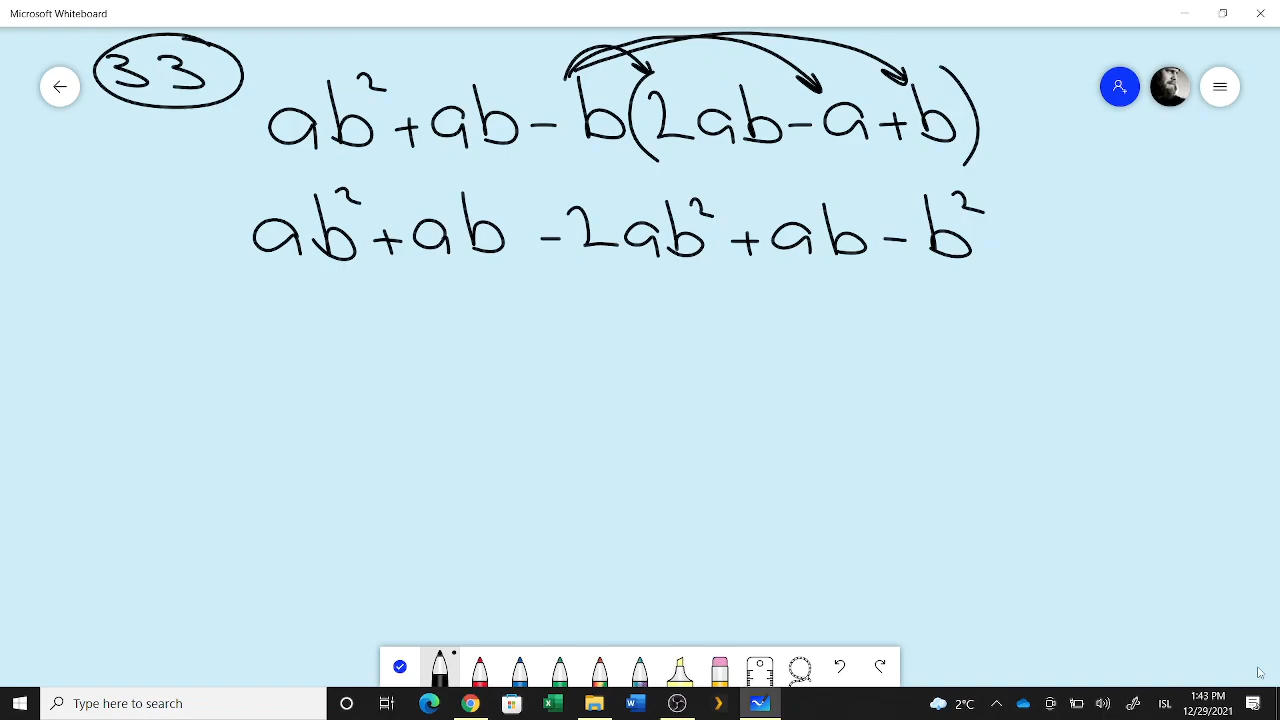 Microsoft Whiteboard
33
ab² + ab - b(2ab - a + b)
ab² + ab - 2ab² + ab - b²
Type here to search
2°C
ÍSL
1:43 PM
12/29/2021